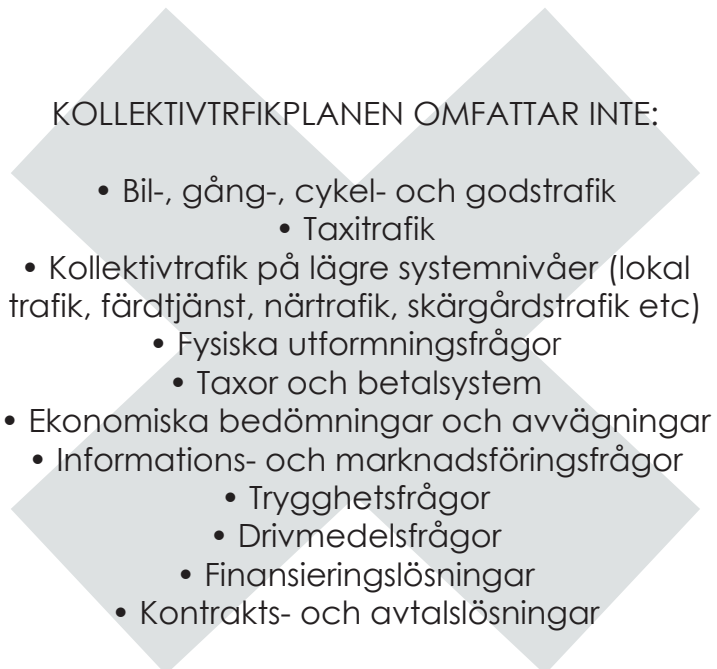 KOLLEKTIVTRFIKPLANEN OMFATTAR INTE:
• Bil-, gång-, cykel- och godstrafik
• Taxitrafik
• Kollektivtrafik på lägre systemnivåer (lokal
trafik, färdtjänst, närtrafik, skärgårdstrafik etc)
• Fysiska utformningsfrågor
• Taxor och betalsystem
• Ekonomiska bedömningar och avvägningar
• Informations- och marknadsföringsfrågor
• Trygghetsfrågor
• Drivmedelsfrågor
• Finansieringslösningar
• Kontrakts- och avtalslösningar